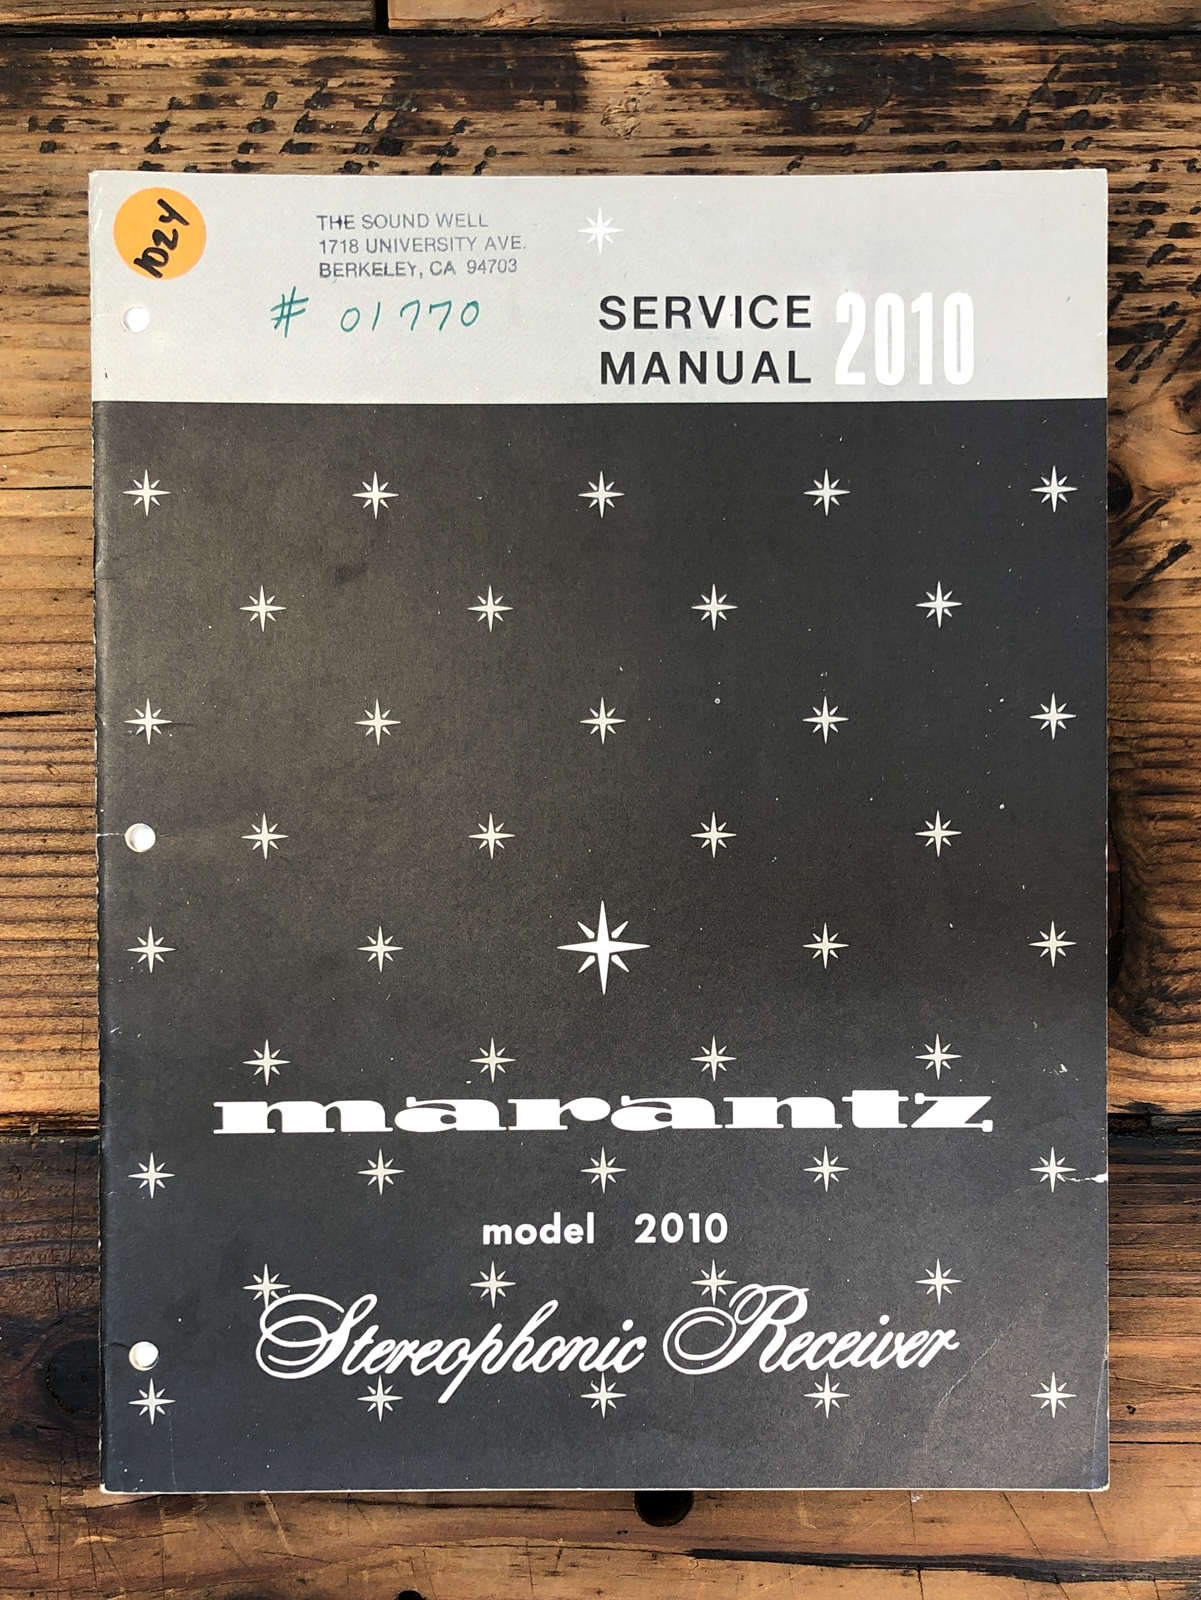 1024
THE SOUND WELL
1718 UNIVERSITY AVE.
BERKELEY, CA 94703
# 01770
SERVICE
MANUAL 2010
marantz
model 2010
Stereophonic Receiver